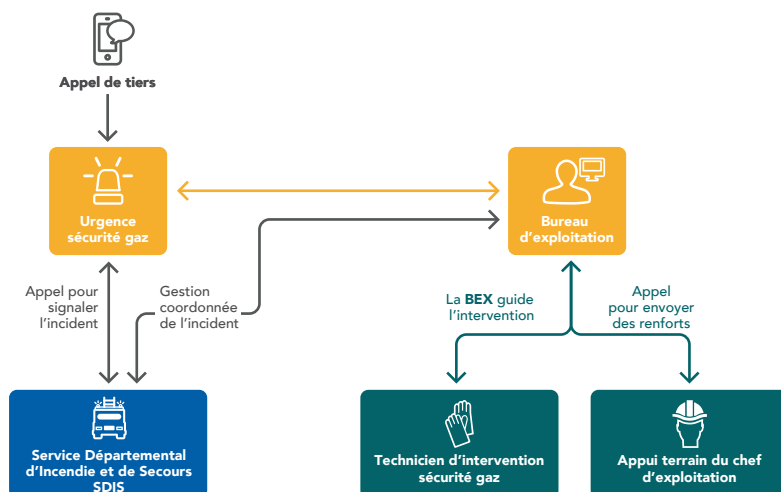 Appel de tiers
Urgence
sécurité gaz
Bureau
d’exploitation
Appel pour
signaler
l’incident
Gestion
coordonnée
de l’incident
La BEX guide
l’intervention
Appel
pour envoyer
des renforts
Service Départemental
d’Incendie et de Secours
SDIS
Technicien d’intervention
sécurité gaz
Appui terrain du chef
d’exploitation